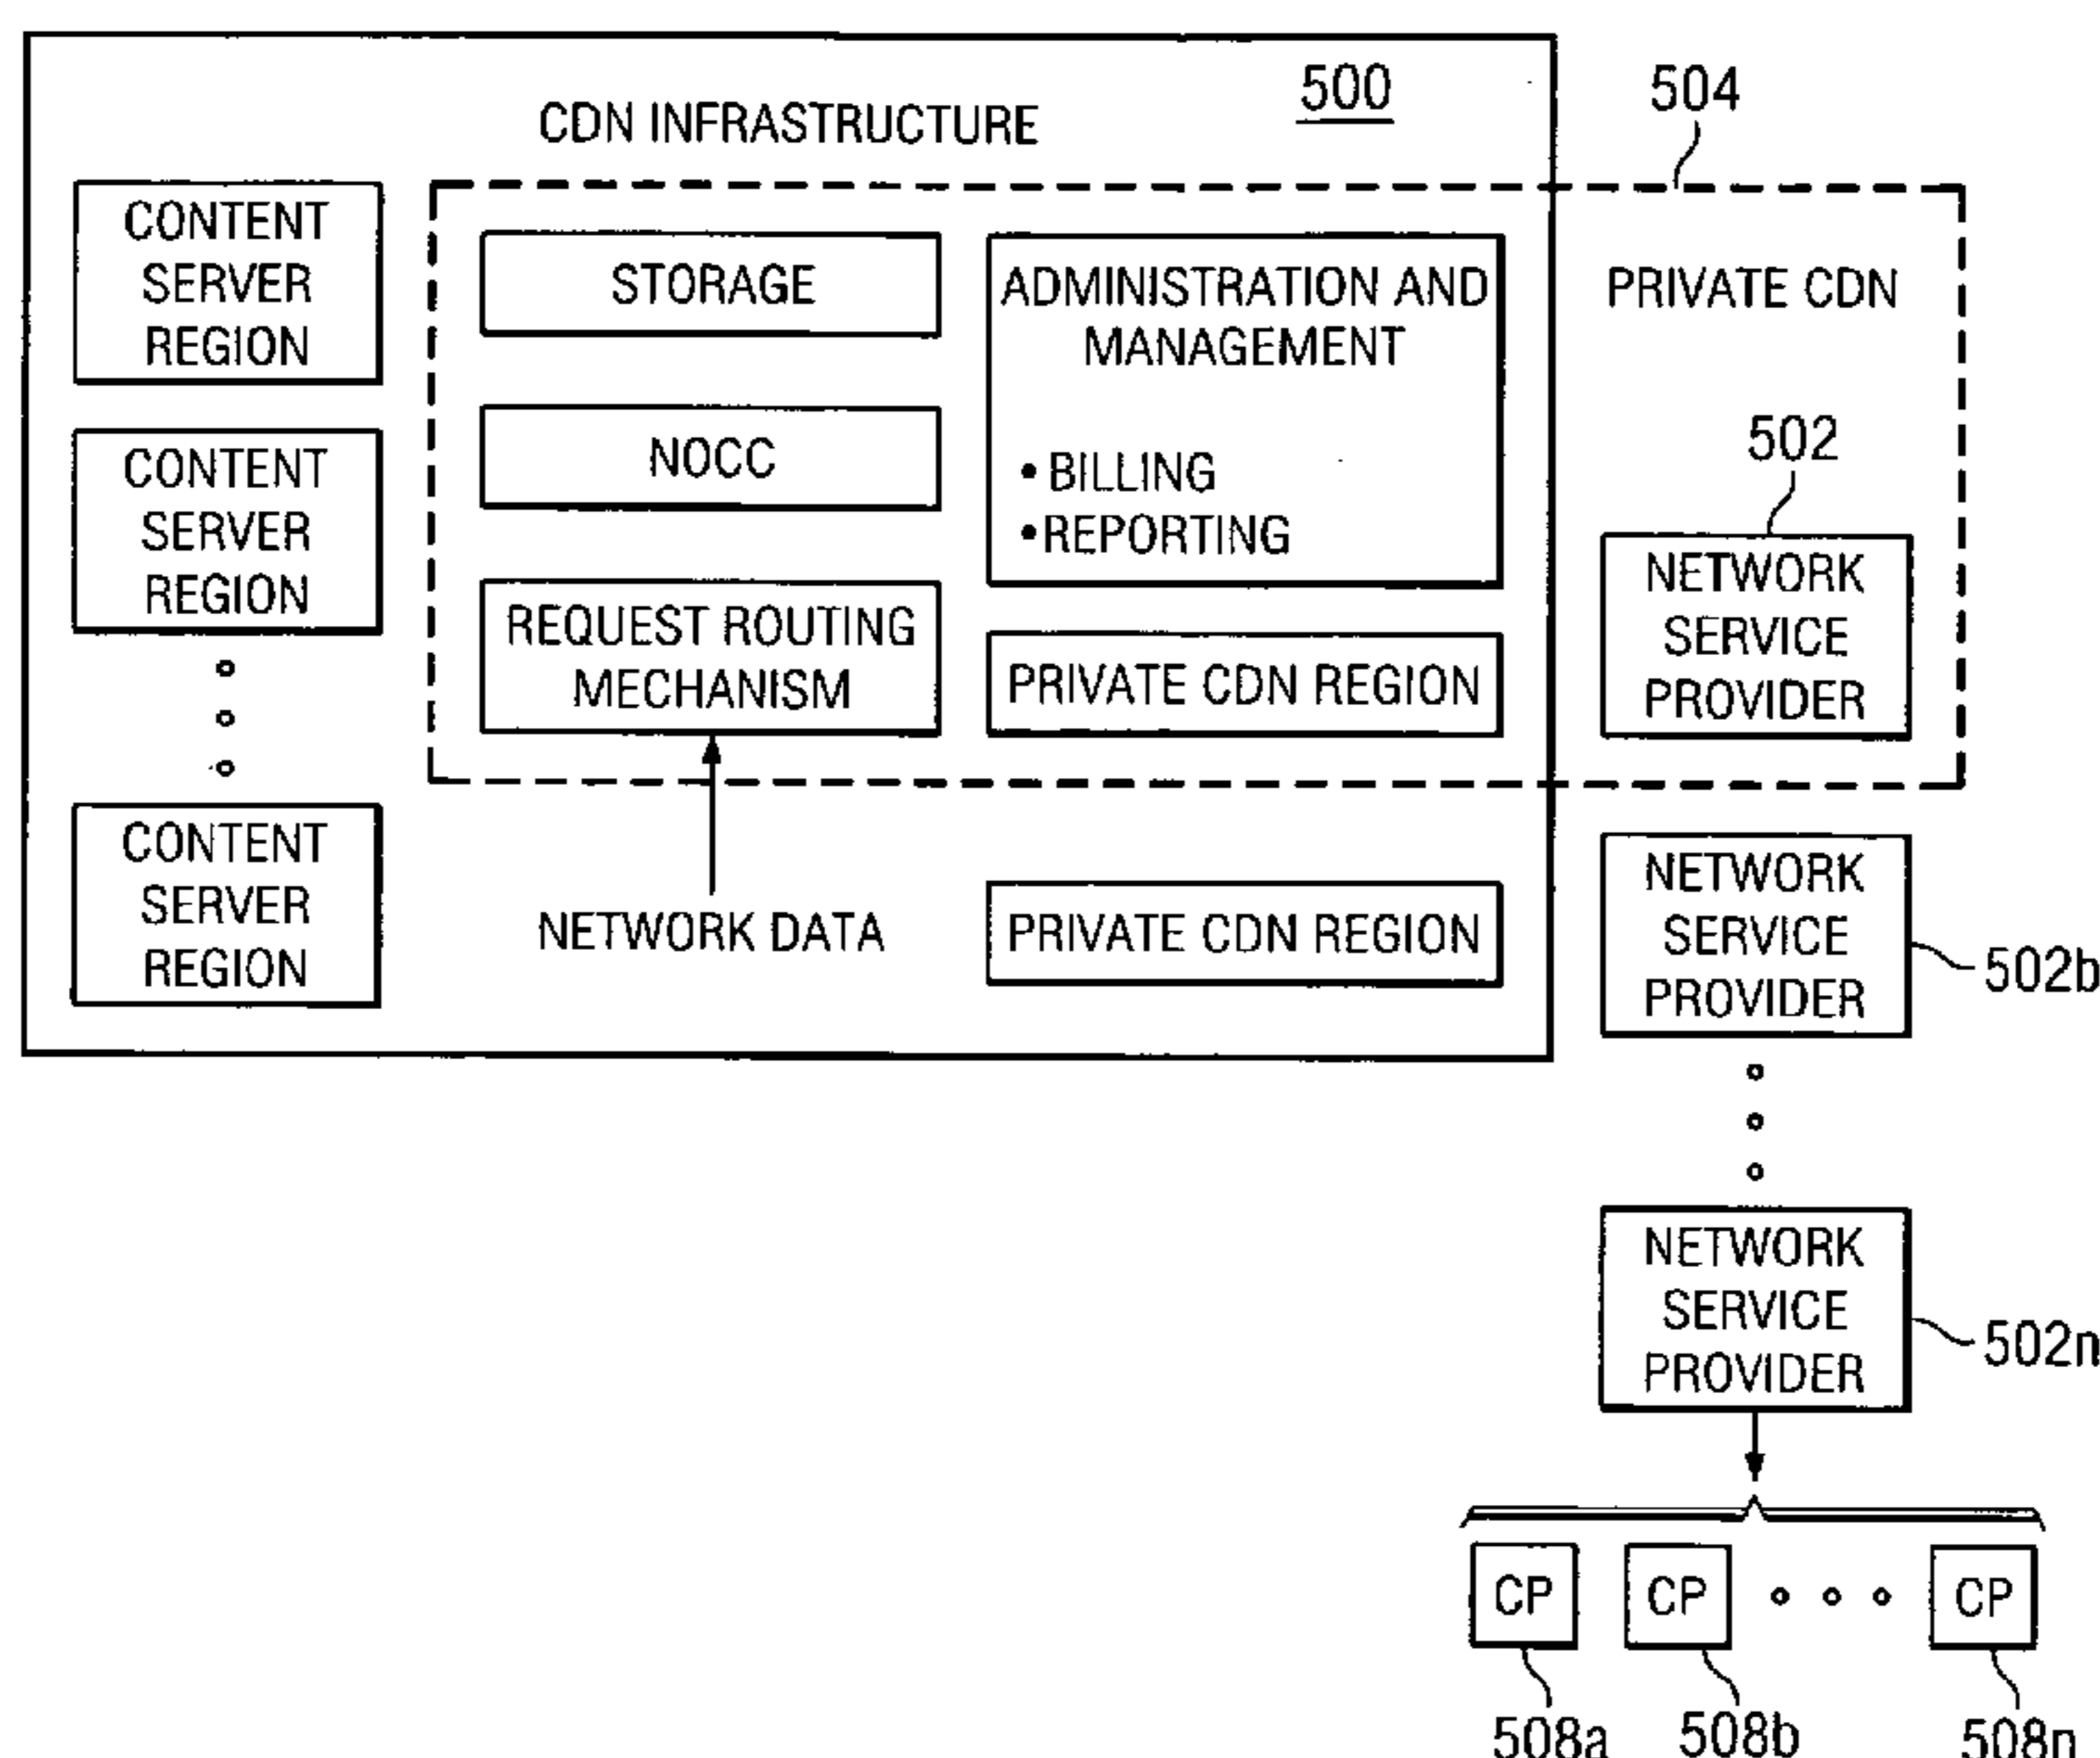 500
CDN INFRASTRUCTURE
504
CONTENT
SERVER
REGION
CONTENT
SERVER
REGION
CONTENT
SERVER
REGION
STORAGE
NOCC
REQUEST ROUTING
MECHANISM
NETWORK DATA
ADMINISTRATION AND
MANAGEMENT
• BILLING
• REPORTING
PRIVATE CDN REGION
PRIVATE CDN REGION
PRIVATE CDN
502
NETWORK
SERVICE
PROVIDER
NETWORK
SERVICE
PROVIDER
502b
NETWORK
SERVICE
PROVIDER
502n
CP
CP
CP
508a
508b
508n